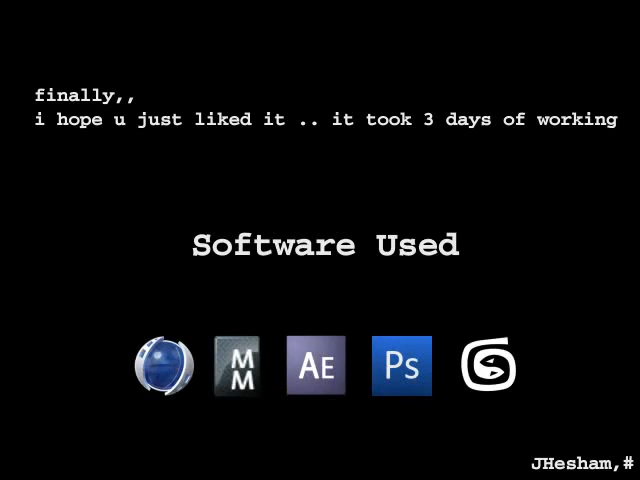 finally,,
i hope u just liked it .. it took 3 days of working
Software Used
M
M
AE
Ps
JHesham,#